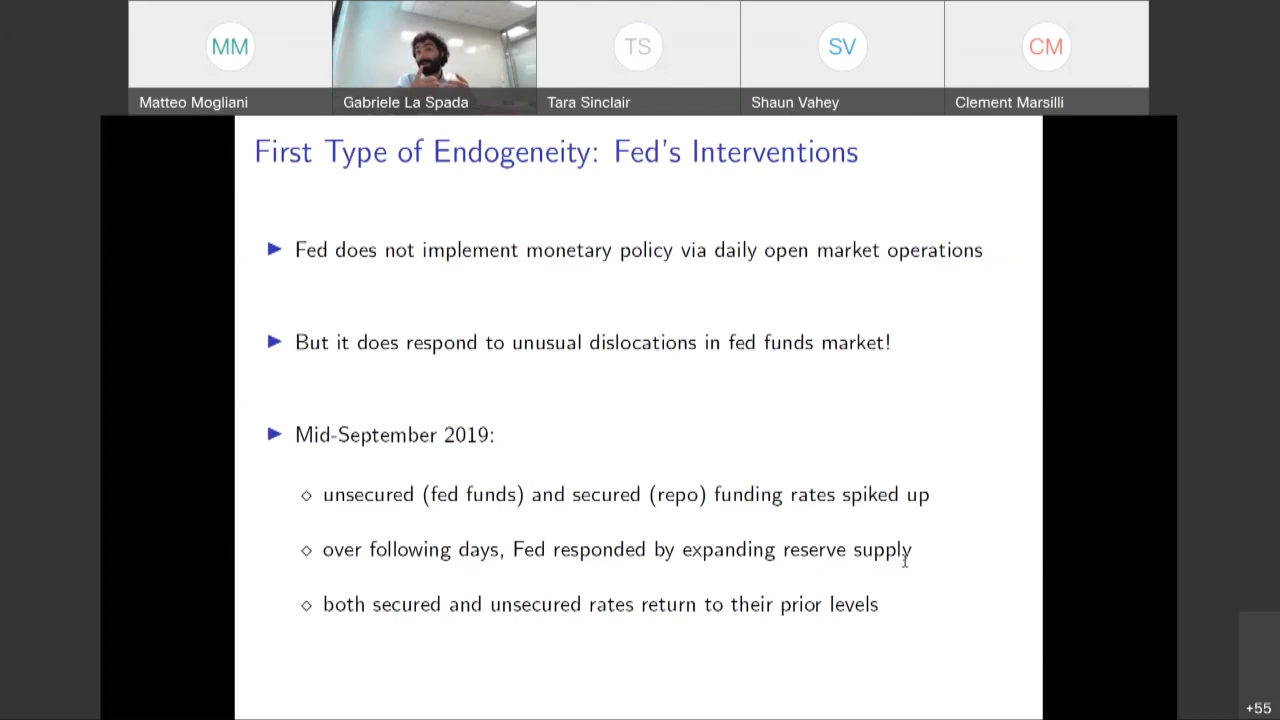 MM
TS
SV
CM
Matteo Mogliani
Gabriele La Spada
Tara Sinclair
Shaun Vahey
Clement Marsilli
First Type of Endogeneity: Fed's Interventions
Fed does not implement monetary policy via daily open market operations
But it does respond to unusual dislocations in fed funds market!
Mid-September 2019:
unsecured (fed funds) and secured (repo) funding rates spiked up
over following days, Fed responded by expanding reserve supply
both secured and unsecured rates return to their prior levels
+55